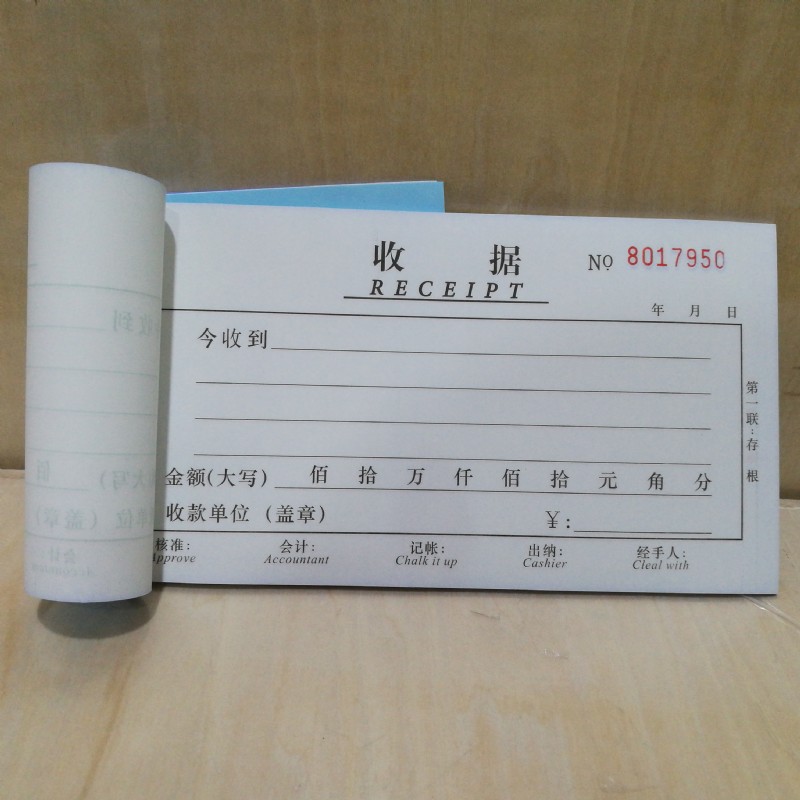 收 据
RECEIPT
No 8017950
年 月 日
今收到
金额(大写) 佰 拾 万 仟 佰 拾 元 角 分
收款单位 (盖章) ¥:
核准: 会计: 记帐: 出纳: 经手人:
Approve Accountant Chalk it up Cashier Cleal with
第一联:存根